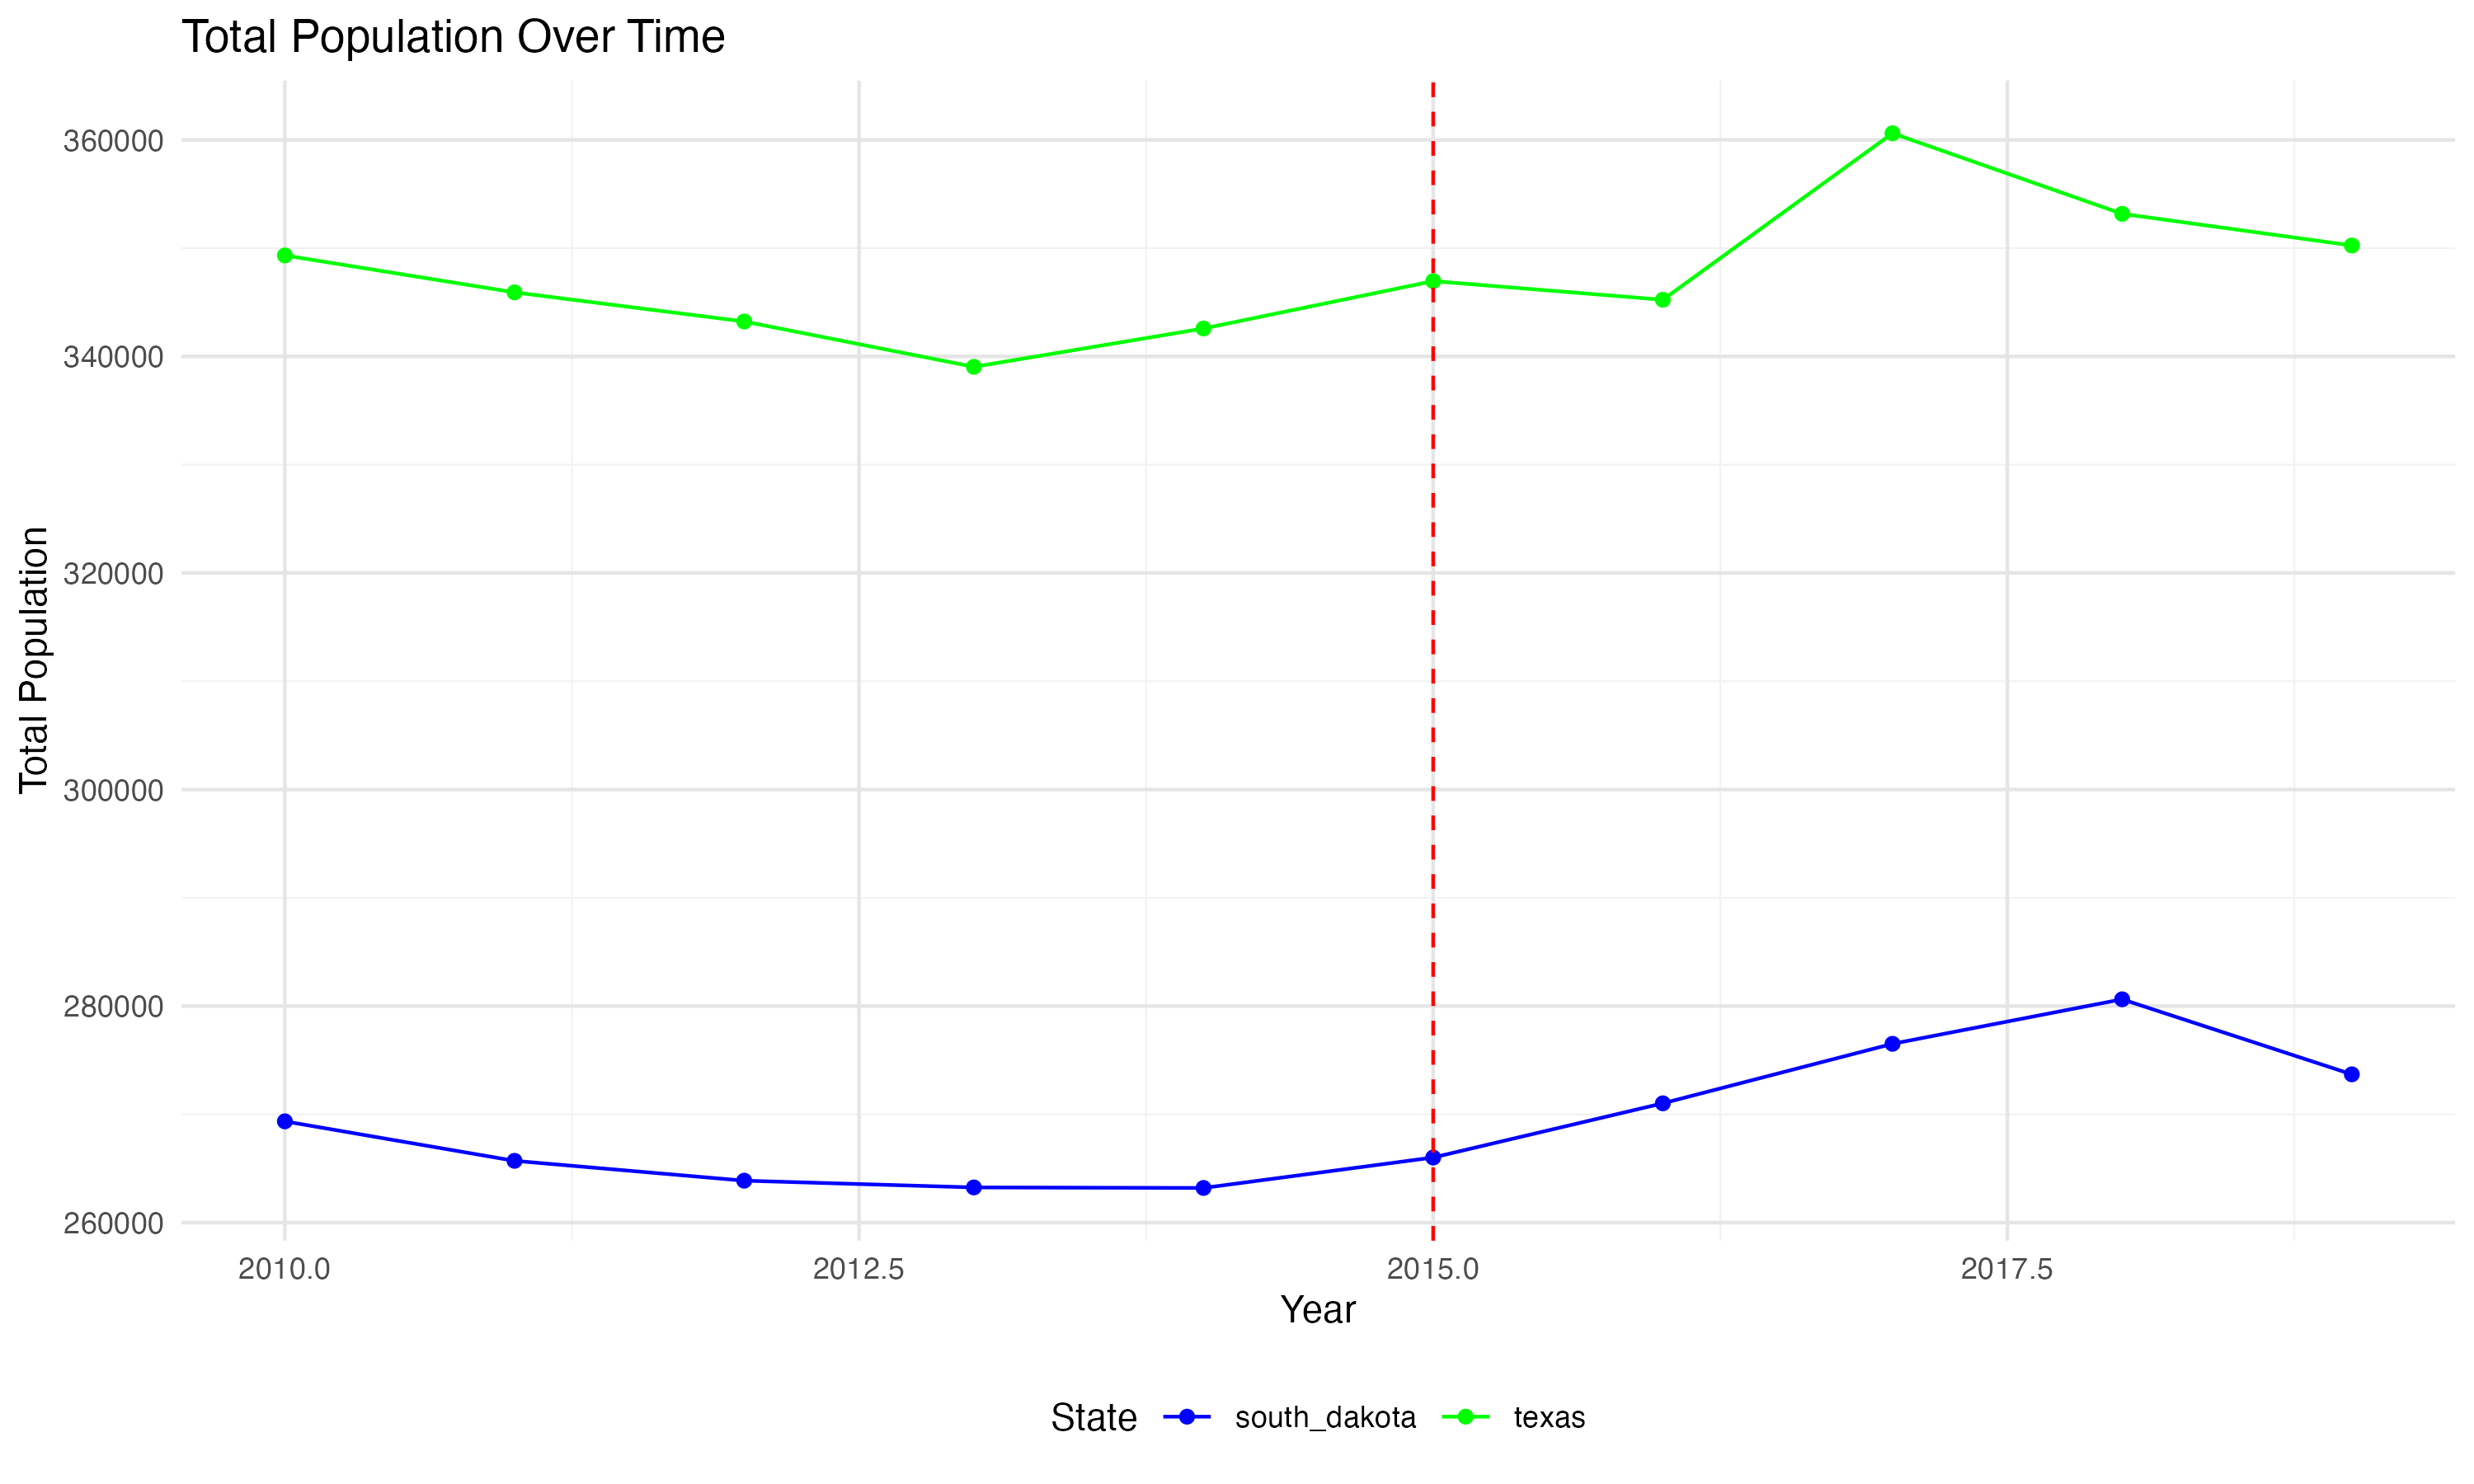 Total Population Over Time
Total Population
360000
340000
320000
300000
280000
260000
2010.0 2012.5 2015.0 2017.5
Year
State south_dakota texas